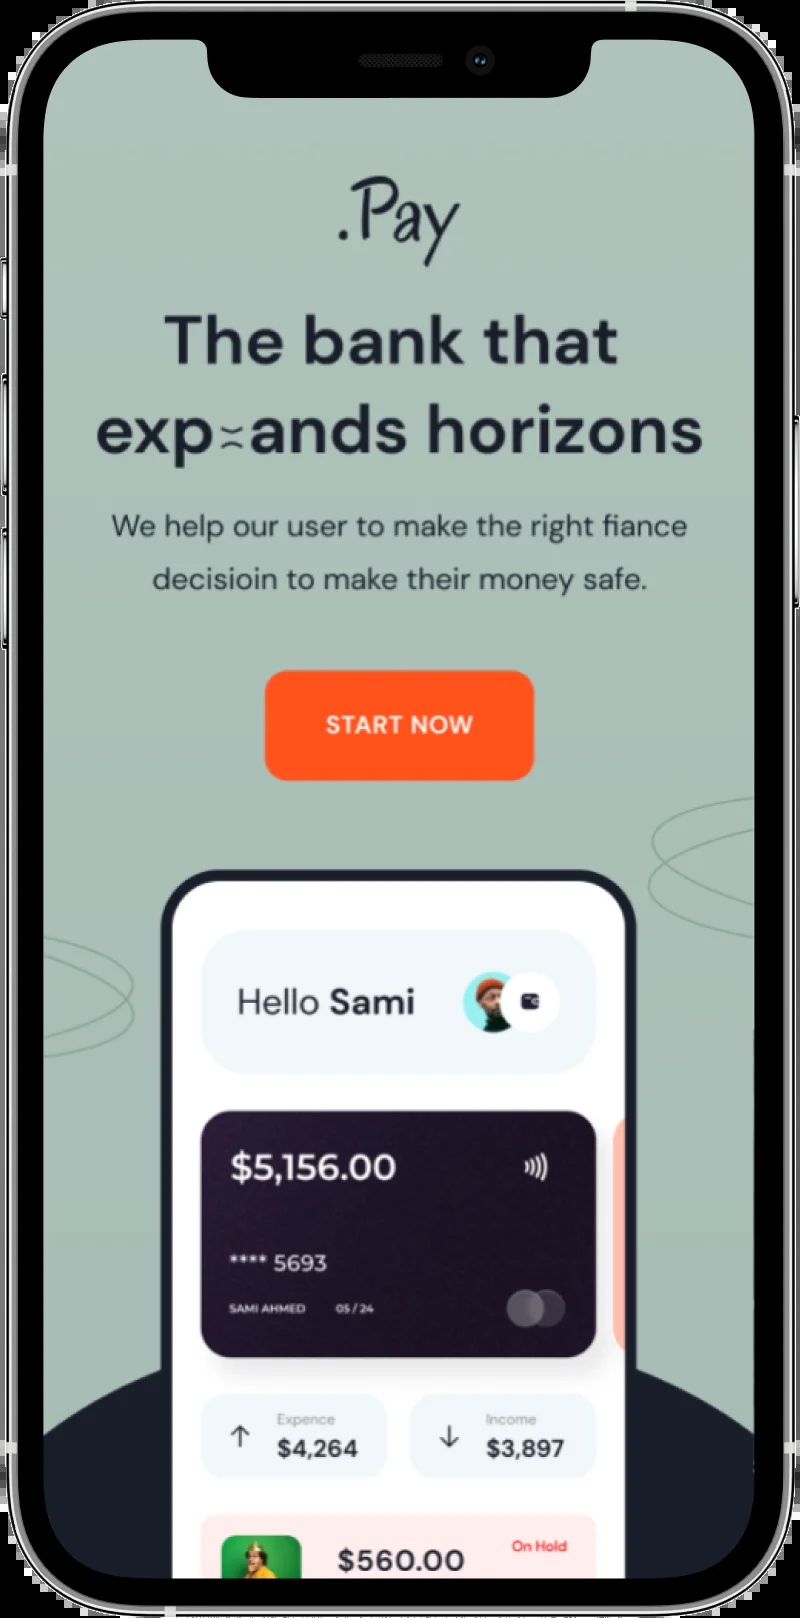 .Pay
The bank that
exp≍ands horizons
We help our user to make the right fiance
decisioin to make their money safe.
START NOW
Hello Sami
$5,156.00
**** 5693
SAMI AHMED 05 / 24
Expence Income
$4,264 $3,897
On Hold
$560.00